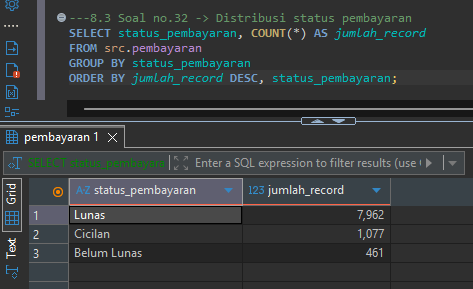 ---8.3 Soal no.32 -> Distribusi status pembayaran
SELECT status_pembayaran, COUNT(*) AS jumlah_record
FROM src.pembayaran
GROUP BY status_pembayaran
ORDER BY jumlah_record DESC, status_pembayaran;
pembayaran 1
SELECT status_pembayara
Enter a SQL expression to filter results (use
Grid
Text
A-Z status_pembayaran
123 jumlah_record
1 Lunas 7,962
2 Cicilan 1,077
3 Belum Lunas 461